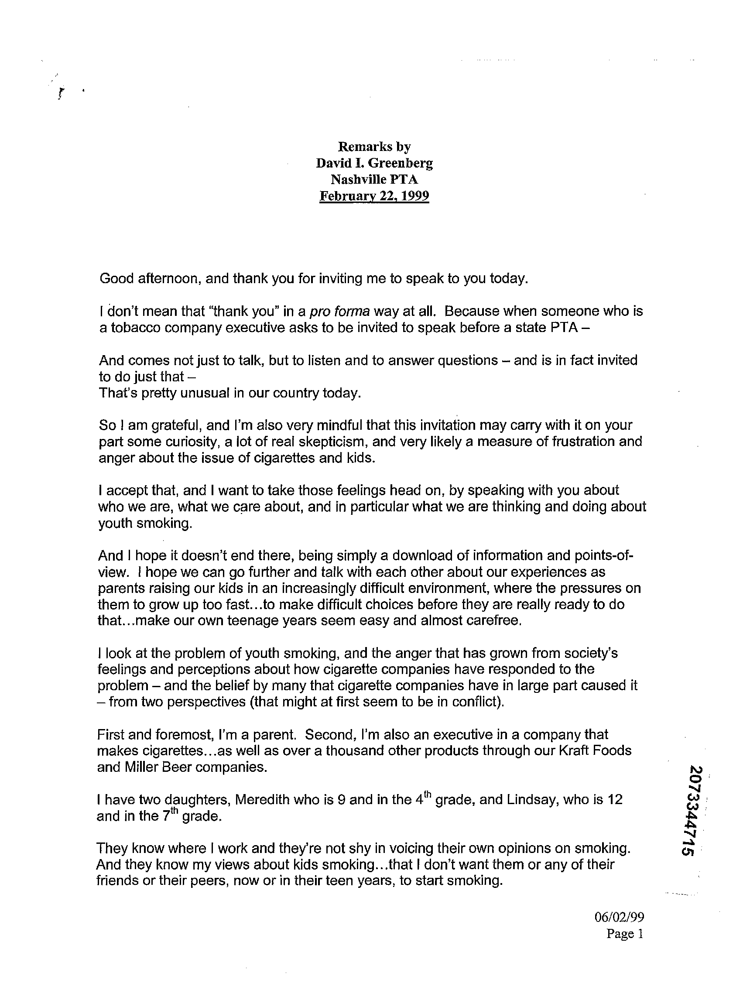 Remarks by
David I. Greenberg
Nashville PTA
February 22, 1999
Good afternoon, and thank you for inviting me to speak to you today.
I don't mean that "thank you" in a pro forma way at all. Because when someone who is
a tobacco company executive asks to be invited to speak before a state PTA –
And comes not just to talk, but to listen and to answer questions – and is in fact invited
to do just that –
That's pretty unusual in our country today.
So I am grateful, and I'm also very mindful that this invitation may carry with it on your
part some curiosity, a lot of real skepticism, and very likely a measure of frustration and
anger about the issue of cigarettes and kids.
I accept that, and I want to take those feelings head on, by speaking with you about
who we are, what we care about, and in particular what we are thinking and doing about
youth smoking.
And I hope it doesn't end there, being simply a download of information and points-of-
view. I hope we can go further and talk with each other about our experiences as
parents raising our kids in an increasingly difficult environment, where the pressures on
them to grow up too fast…to make difficult choices before they are really ready to do
that…make our own teenage years seem easy and almost carefree.
I look at the problem of youth smoking, and the anger that has grown from society's
feelings and perceptions about how cigarette companies have responded to the
problem – and the belief by many that cigarette companies have in large part caused it
– from two perspectives (that might at first seem to be in conflict).
First and foremost, I'm a parent. Second, I'm also an executive in a company that
makes cigarettes…as well as over a thousand other products through our Kraft Foods
and Miller Beer companies.
I have two daughters, Meredith who is 9 and in the 4th grade, and Lindsay, who is 12
and in the 7th grade.
They know where I work and they're not shy in voicing their own opinions on smoking.
And they know my views about kids smoking…that I don't want them or any of their
friends or their peers, now or in their teen years, to start smoking.
2073344715
06/02/99
Page 1